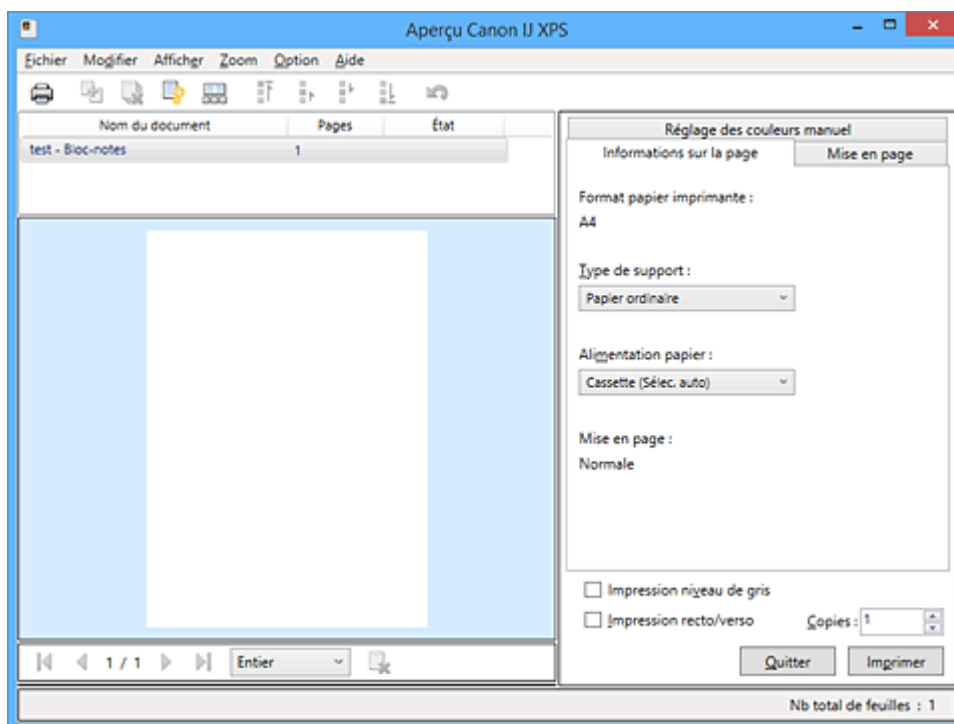 Aperçu Canon IJ XPS
Fichier Modifier Afficher Zoom Option Aide
Nom du document Pages État
test - Bloc-notes 1
Réglage des couleurs manuel
Informations sur la page Mise en page
Format papier imprimante :
A4
Type de support :
Papier ordinaire
Alimentation papier :
Cassette (Sélec. auto)
Mise en page :
Normale
Impression niveau de gris
Impression recto/verso Copies : 1
1 / 1 Entier
Quitter Imprimer
Nb total de feuilles : 1